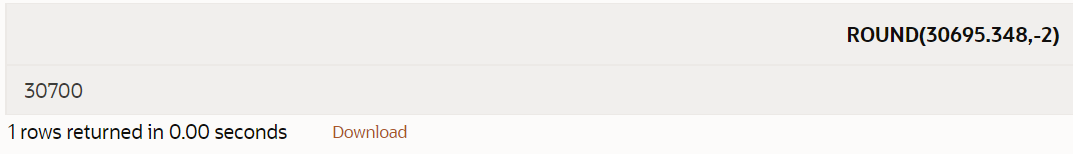 ROUND(30695.348,-2)
30700
1 rows returned in 0.00 seconds Download